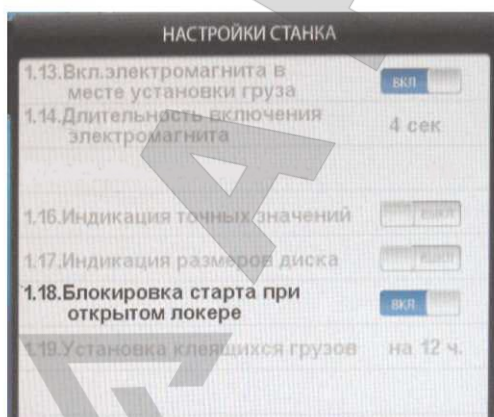 НАСТРОЙКИ СТАНКА
1.13.Вкл.электромагнита в
месте установки груза
ВКЛ
1.14.Длительность включения
электромагнита
4 сек
1.16.Индикация точных значений
ВЫКЛ
1.17.Индикация размеров диска
ВЫКЛ
1.18.Блокировка старта при
открытом локере
ВКЛ
1.19.Установка клеящихся грузов
на 12 ч.